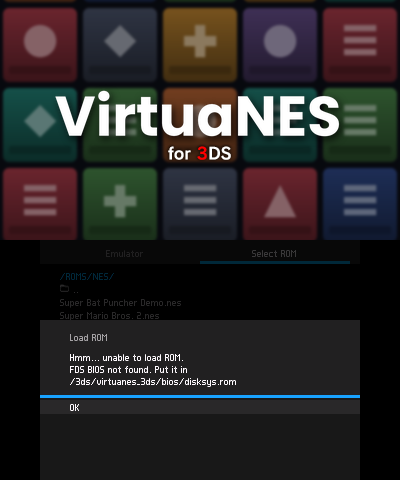 VirtuaNES
for 3DS
Emulator
Select ROM
/ROMS/NES/
..
Super Bat Puncher Demo.nes
Super Mario Bros. 2.nes
Load ROM
Hmm... unable to load ROM.
FDS BIOS not found. Put it in
/3ds/virtuanes_3ds/bios/disksys.rom
OK